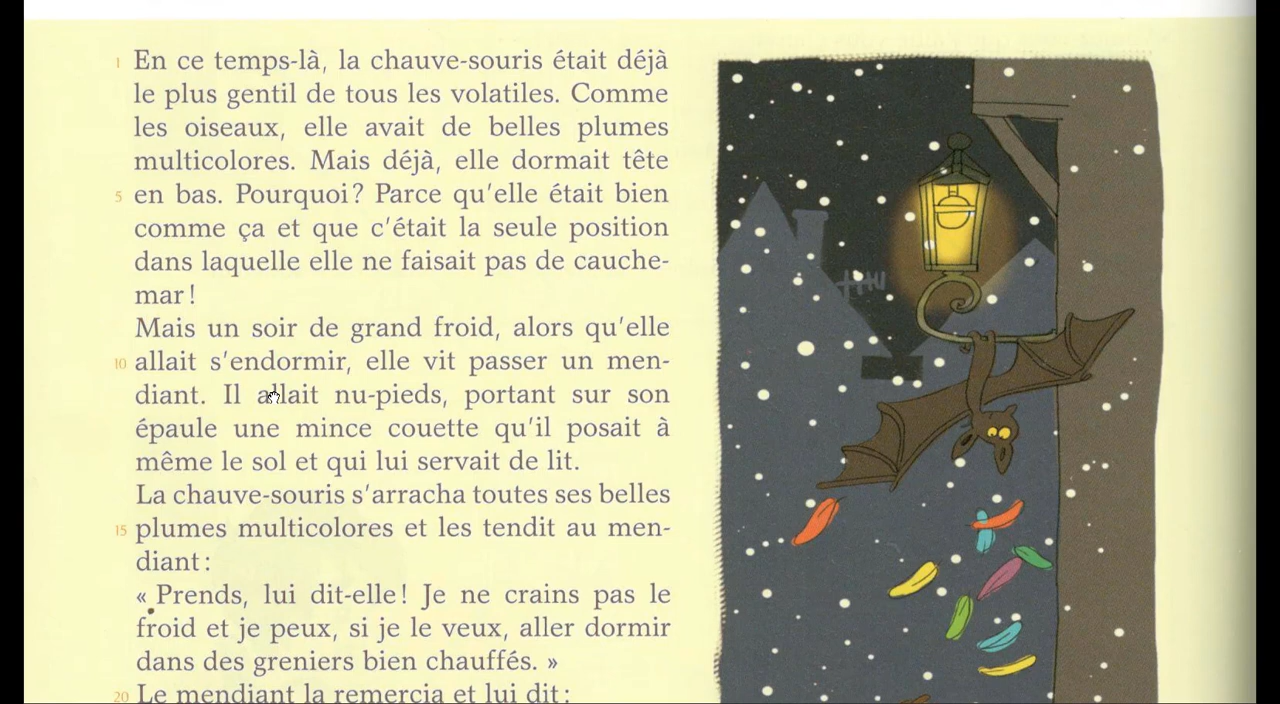 1 En ce temps-là, la chauve-souris était déjà
le plus gentil de tous les volatiles. Comme
les oiseaux, elle avait de belles plumes
multicolores. Mais déjà, elle dormait tête
5 en bas. Pourquoi ? Parce qu'elle était bien
comme ça et que c'était la seule position
dans laquelle elle ne faisait pas de cauche-
mar !
Mais un soir de grand froid, alors qu'elle
10 allait s'endormir, elle vit passer un men-
diant. Il allait nu-pieds, portant sur son
épaule une mince couette qu'il posait à
même le sol et qui lui servait de lit.
La chauve-souris s'arracha toutes ses belles
15 plumes multicolores et les tendit au men-
diant :
« Prends, lui dit-elle ! Je ne crains pas le
froid et je peux, si je le veux, aller dormir
dans des greniers bien chauffés. »
20 Le mendiant la remercia et lui dit :